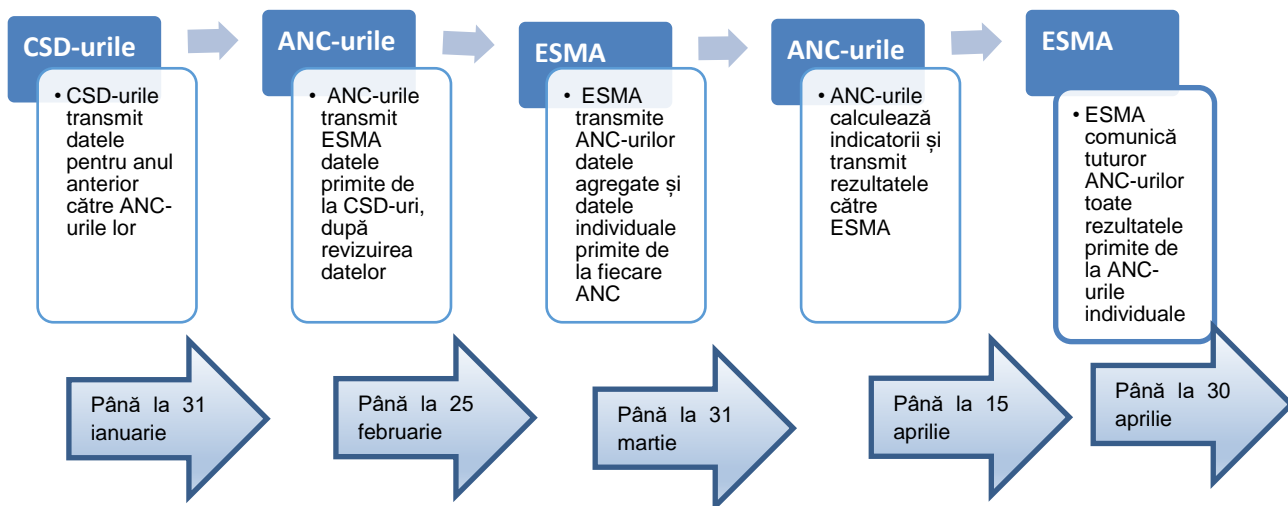 CSD-urile
• CSD-urile
transmit
datele
pentru anul
anterior
către ANC-
urile lor
ANC-urile
• ANC-urile
transmit
ESMA
datele
primite de
la CSD-uri,
după
revizuirea
datelor
ESMA
• ESMA
transmite
ANC-urilor
datele
agregate și
datele
individuale
primite de
la fiecare
ANC
ANC-urile
• ANC-urile
calculează
indicatorii și
transmit
rezultatele
către
ESMA
ESMA
• ESMA
comunică
tuturor
ANC-urilor
toate
rezultatele
primite de
la ANC-
urile
individuale
Până la 31
ianuarie
Până la 25
februarie
Până la 31
martie
Până la 15
aprilie
Până la 30
aprilie